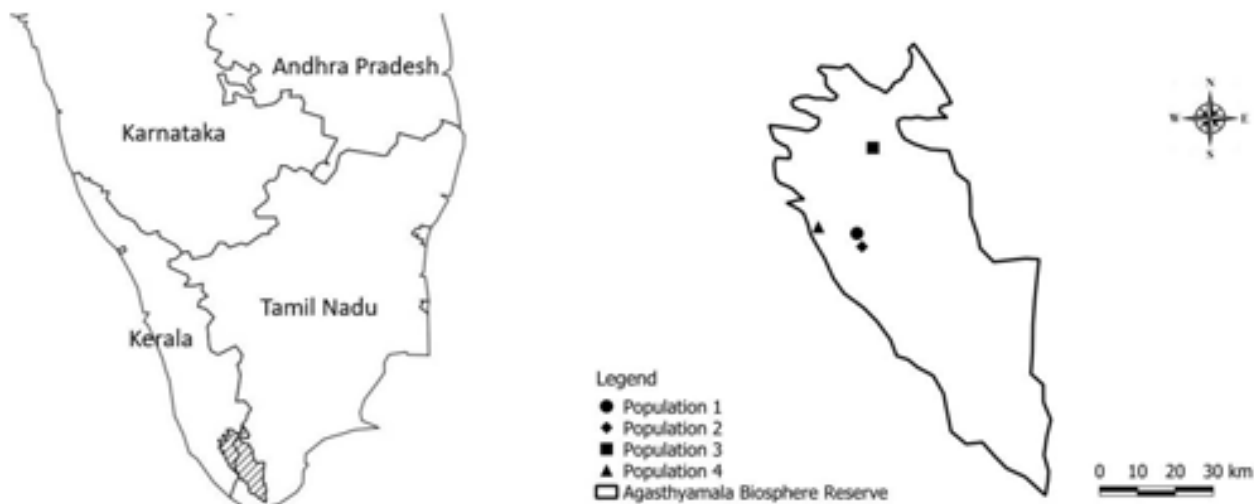 Andhra Pradesh
Karnataka
Tamil Nadu
Kerala
N
W E
S
Legend
Population 1
Population 2
Population 3
Population 4
Agasthyamala Biosphere Reserve
0 10 20 30 km